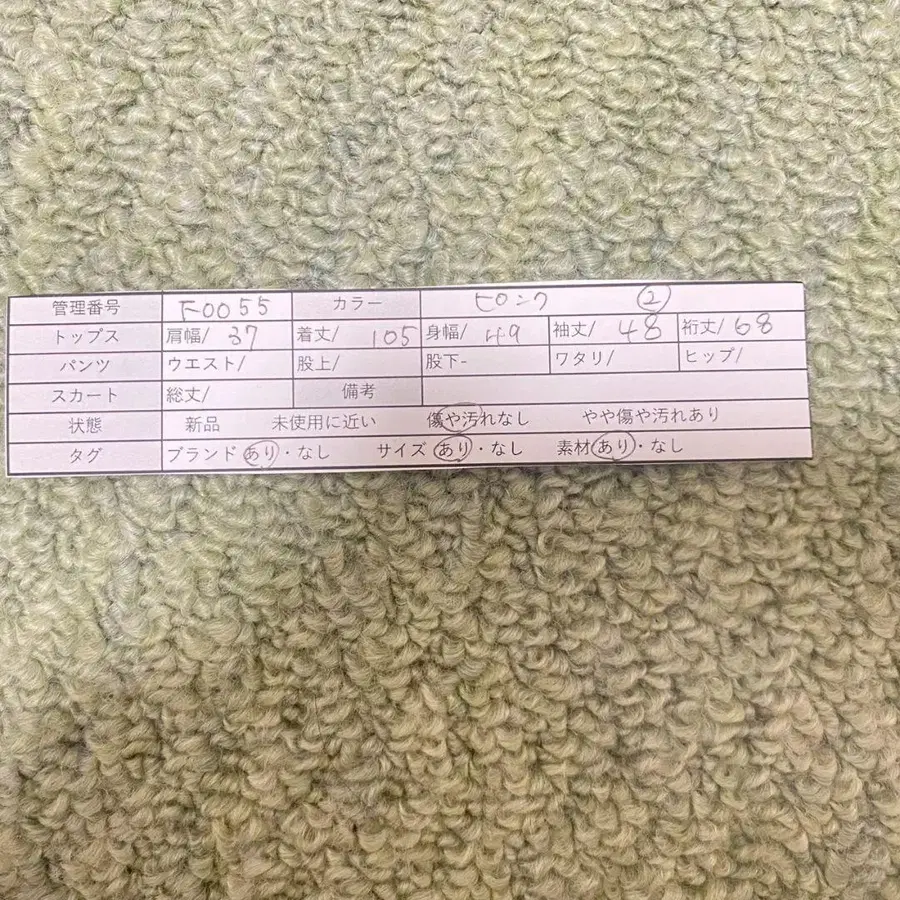 管理番号 F0055 カラー ピンク ②
トップス 肩幅/ 37 着丈/ 105 身幅/ 49 袖丈/ 48 裄丈/ 68
パンツ ウエスト/ 股上/ 股下- ワタリ/ ヒップ/
スカート 総丈/ 備考
状態 新品 未使用に近い 傷や汚れなし やや傷や汚れあり
タグ ブランド あり・なし サイズ あり・なし 素材 あり・なし